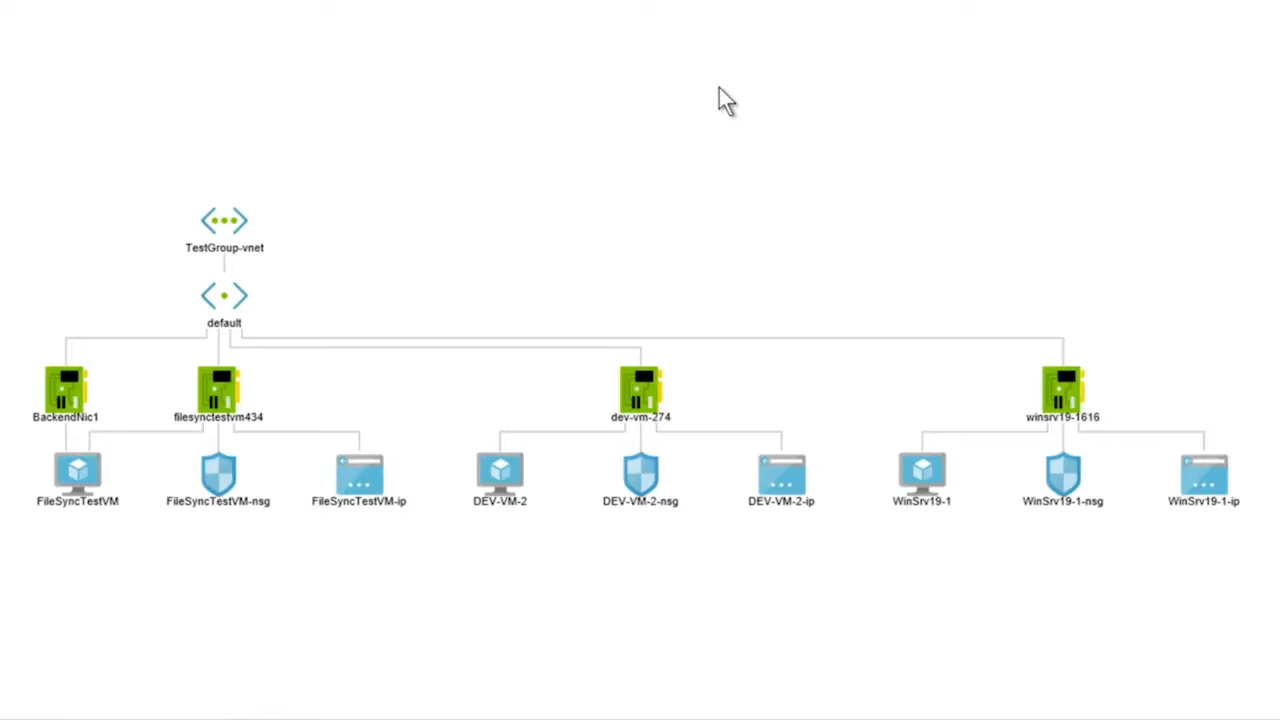 TestGroup-vnet
default
BackendNic1
filesynctestvm434
dev-vm-274
winsrv19-1616
FileSyncTestVM
FileSyncTestVM-nsg
FileSyncTestVM-ip
DEV-VM-2
DEV-VM-2-nsg
DEV-VM-2-ip
WinSrv19-1
WinSrv19-1-nsg
WinSrv19-1-ip